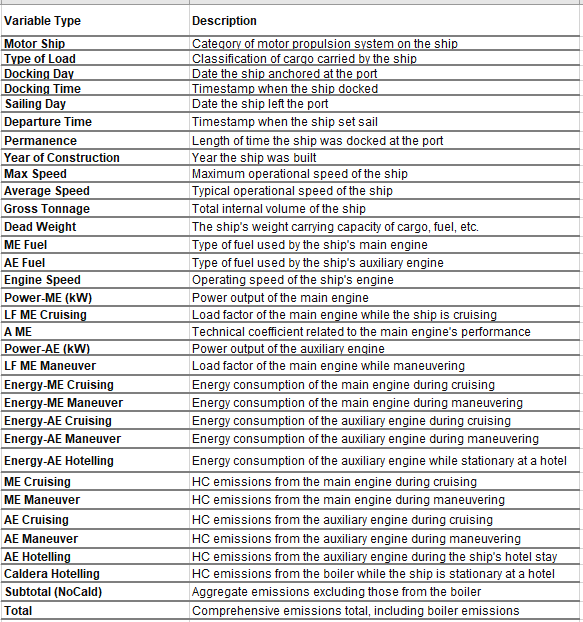 Variable Type Description
Motor Ship Category of motor propulsion system on the ship
Type of Load Classification of cargo carried by the ship
Docking Day Date the ship anchored at the port
Docking Time Timestamp when the ship docked
Sailing Day Date the ship left the port
Departure Time Timestamp when the ship set sail
Permanence Length of time the ship was docked at the port
Year of Construction Year the ship was built
Max Speed Maximum operational speed of the ship
Average Speed Typical operational speed of the ship
Gross Tonnage Total internal volume of the ship
Dead Weight The ship's weight carrying capacity of cargo, fuel, etc.
ME Fuel Type of fuel used by the ship's main engine
AE Fuel Type of fuel used by the ship's auxiliary engine
Engine Speed Operating speed of the ship's engine
Power-ME (kW) Power output of the main engine
LF ME Cruising Load factor of the main engine while the ship is cruising
A ME Technical coefficient related to the main engine's performance
Power-AE (kW) Power output of the auxiliary engine
LF ME Maneuver Load factor of the main engine while maneuvering
Energy-ME Cruising Energy consumption of the main engine during cruising
Energy-ME Maneuver Energy consumption of the main engine during maneuvering
Energy-AE Cruising Energy consumption of the auxiliary engine during cruising
Energy-AE Maneuver Energy consumption of the auxiliary engine during maneuvering
Energy-AE Hotelling Energy consumption of the auxiliary engine while stationary at a hotel
ME Cruising HC emissions from the main engine during cruising
ME Maneuver HC emissions from the main engine during maneuvering
AE Cruising HC emissions from the auxiliary engine during cruising
AE Maneuver HC emissions from the auxiliary engine during maneuvering
AE Hotelling HC emissions from the auxiliary engine during the ship's hotel stay
Caldera Hotelling HC emissions from the boiler while the ship is stationary at a hotel
Subtotal (NoCald) Aggregate emissions excluding those from the boiler
Total Comprehensive emissions total, including boiler emissions